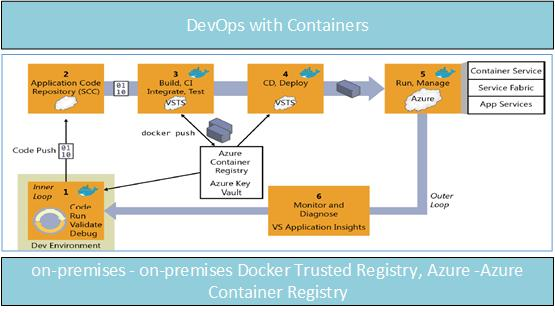 DevOps with Containers
2
Application Code
Repository (SCC)
01
10
3
Build, CI
Integrate, Test
VSTS
4
CD, Deploy
VSTS
5
Run, Manage
Azure
Container Service
Service Fabric
App Services
docker push
Code Push
01
10
Azure
Container
Registry
Azure Key
Vault
Inner
Loop
1
Code
Run
Validate
Debug
Dev Environment
6
Monitor and
Diagnose
VS Application Insights
Outer
Loop
on-premises - on-premises Docker Trusted Registry, Azure -Azure
Container Registry